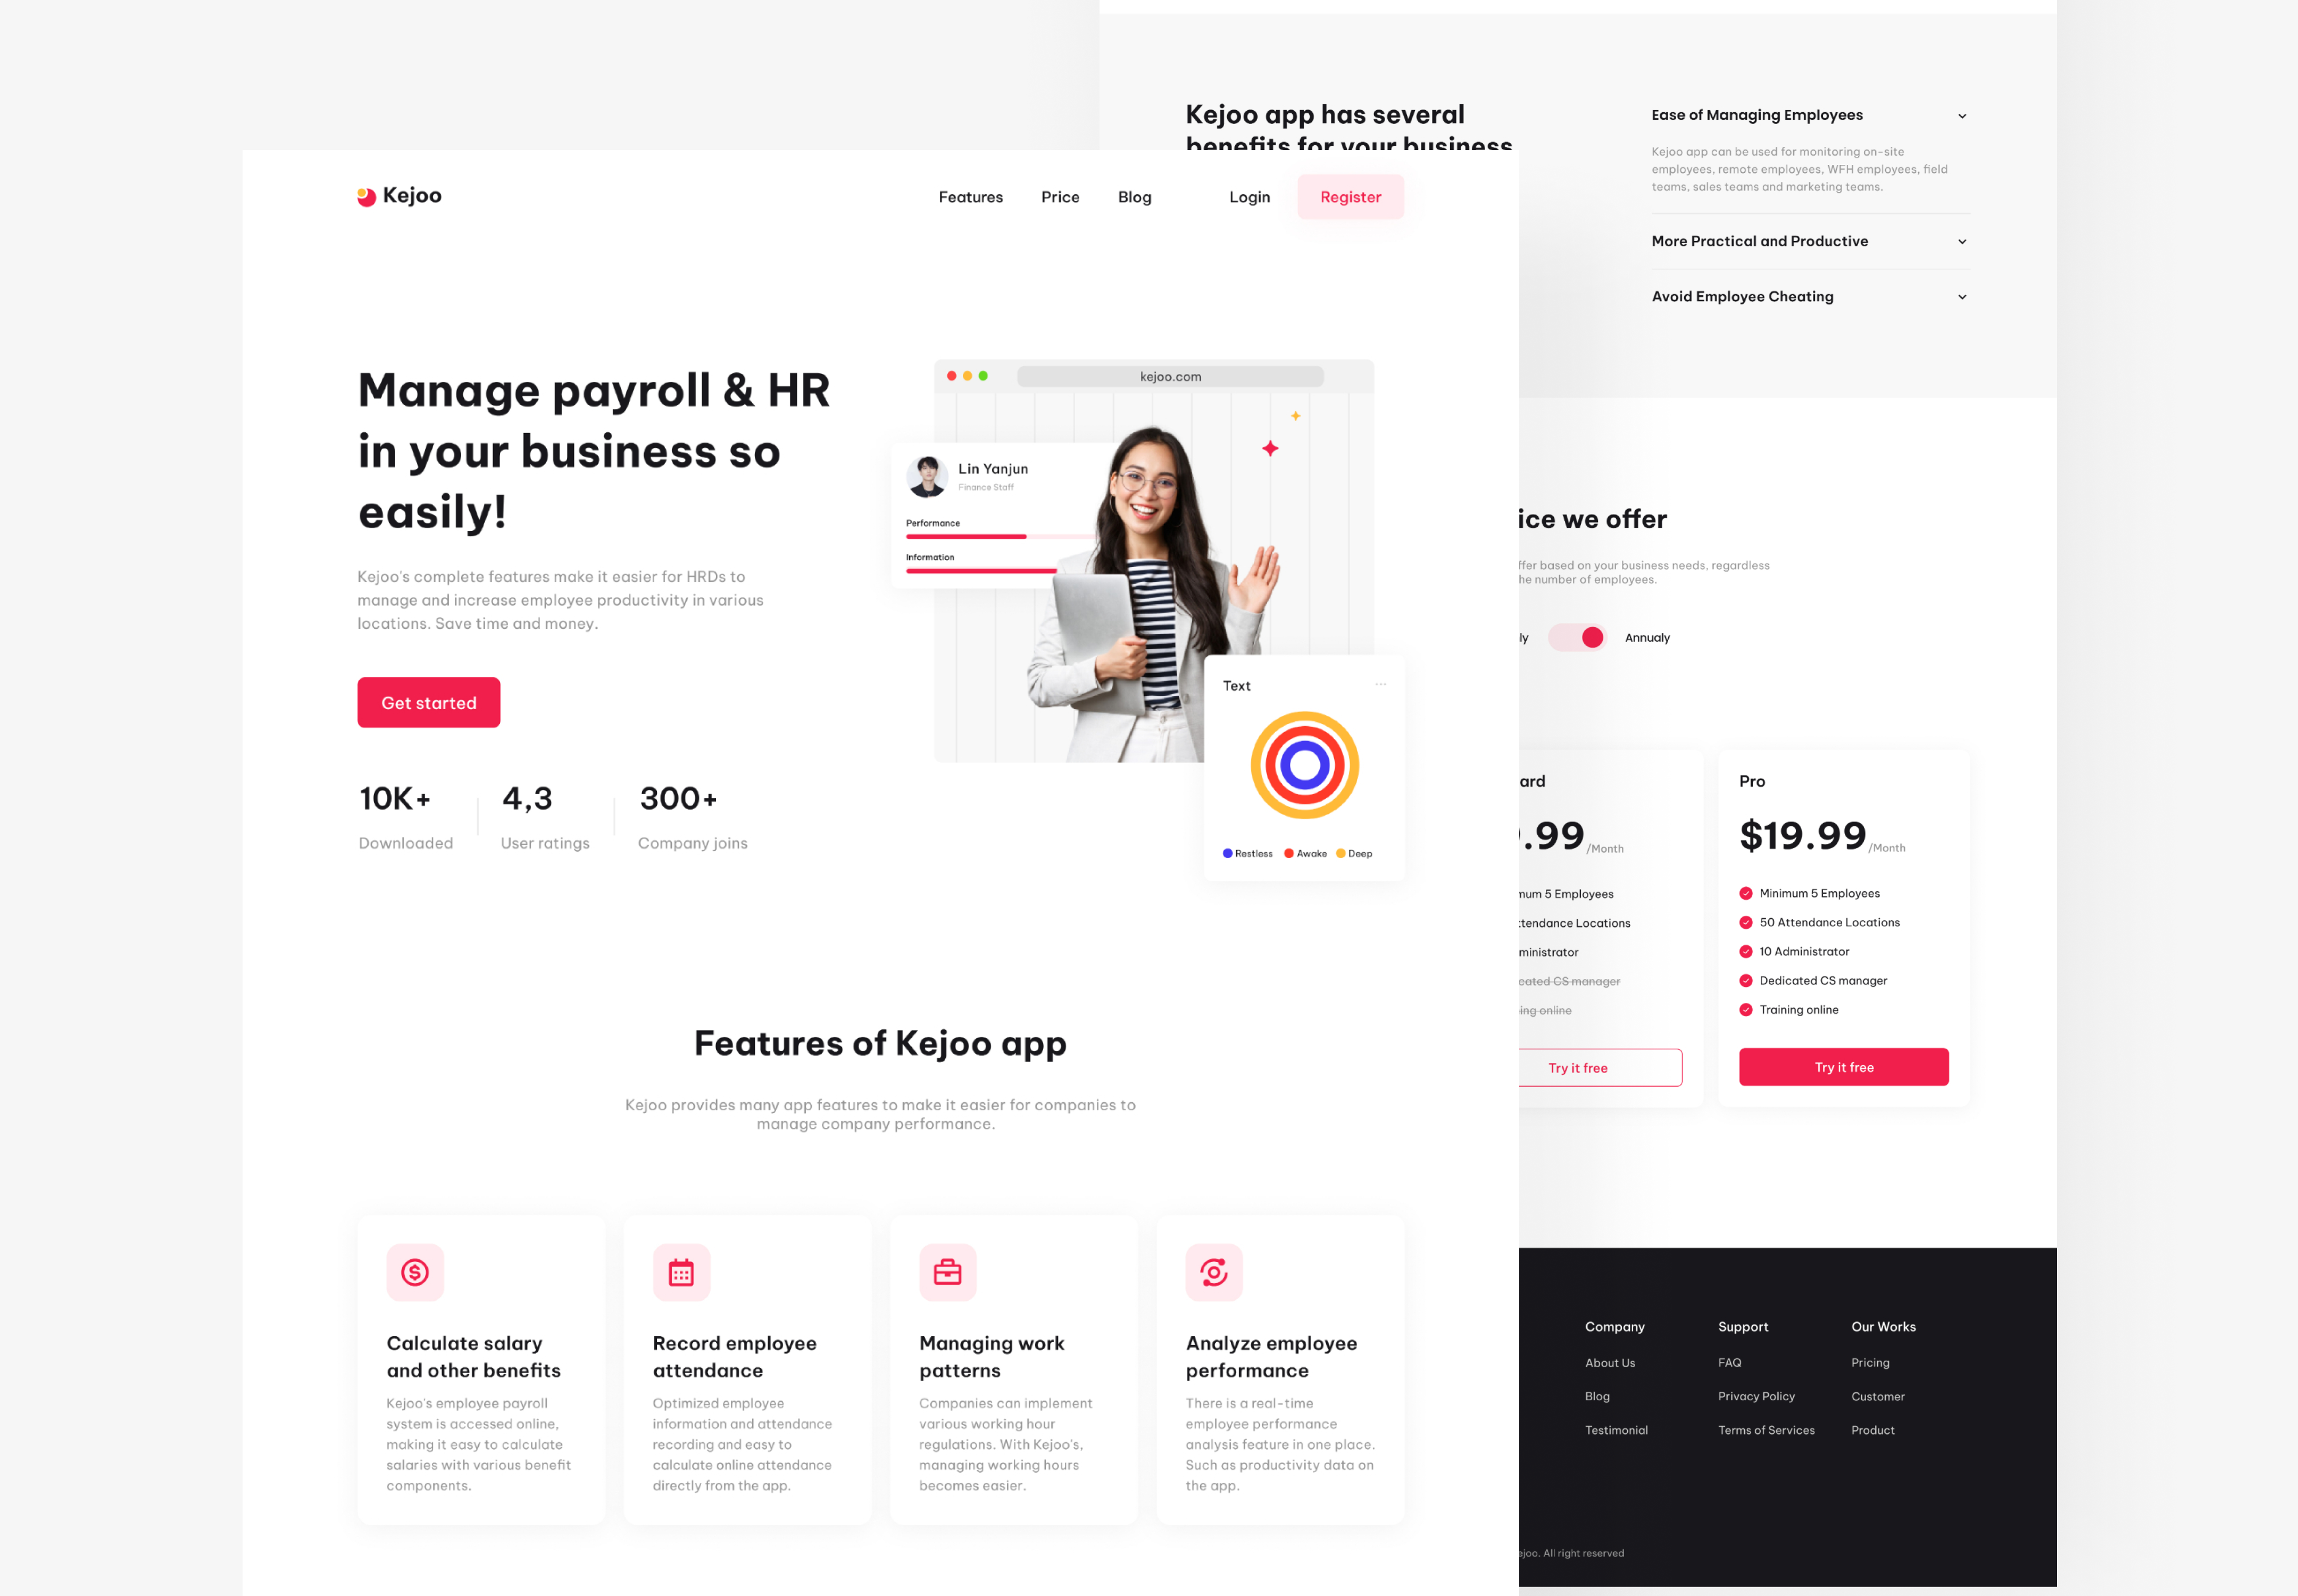 Kejoo
Features
Price
Blog
Login
Register
Manage payroll & HR
in your business so
easily!
Kejoo's complete features make it easier for HRDs to
manage and increase employee productivity in various
locations. Save time and money.
Get started
10K+
Downloaded
4,3
User ratings
300+
Company joins
kejoo.com
Lin Yanjun
Finance Staff
Performance
Information
Text
Restless
Awake
Deep
Features of Kejoo app
Kejoo provides many app features to make it easier for companies to
manage company performance.
Calculate salary
and other benefits
Kejoo's employee payroll
system is accessed online,
making it easy to calculate
salaries with various benefit
components.
Record employee
attendance
Optimized employee
information and attendance
recording and easy to
calculate online attendance
directly from the app.
Managing work
patterns
Companies can implement
various working hour
regulations. With Kejoo's,
managing working hours
becomes easier.
Analyze employee
performance
There is a real-time
employee performance
analysis feature in one place.
Such as productivity data on
the app.
Kejoo app has several
benefits for your business
Ease of Managing Employees
Kejoo app can be used for monitoring on-site
employees, remote employees, WFH employees, field
teams, sales teams and marketing teams.
More Practical and Productive
Avoid Employee Cheating
we offer
based on your business needs, regardless
number of employees.
Annualy
.99
/Month
5 Employees
Locations
CS manager
online
Try it free
Pro
$19.99
/Month
Minimum 5 Employees
50 Attendance Locations
10 Administrator
Dedicated CS manager
Training online
Try it free
Company
About Us
Blog
Testimonial
Support
FAQ
Privacy Policy
Terms of Services
Our Works
Pricing
Customer
Product
All right reserved